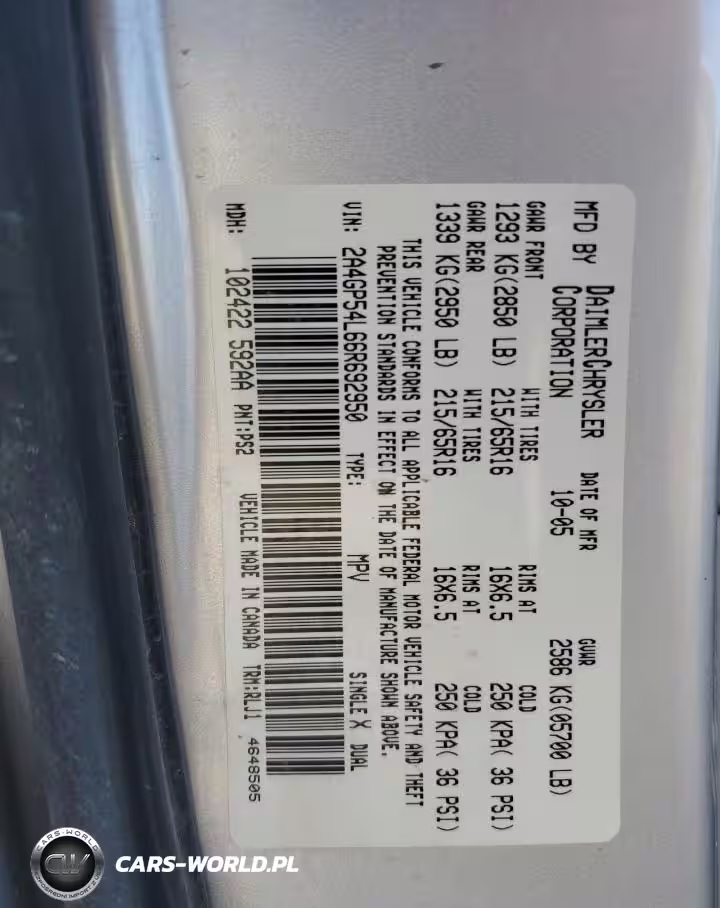 MFD BY DAIMLERCHRYSLER CORPORATION DATE OF MFR 10-05 GVWR 2586 KG(05700 LB)
GAWR FRONT WITH TIRES RIMS AT COLD
1293 KG(2850 LB) 215/65R16 16X6.5 250 KPA( 36 PSI)
GAWR REAR WITH TIRES RIMS AT COLD
1339 KG(2950 LB) 215/65R16 16X6.5 250 KPA( 36 PSI)
THIS VEHICLE CONFORMS TO ALL APPLICABLE FEDERAL MOTOR VEHICLE SAFETY AND THEFT
PREVENTION STANDARDS IN EFFECT ON THE DATE OF MANUFACTURE SHOWN ABOVE.
VIN: 2A4GP54L66R692950 TYPE: MPV SINGLE X DUAL
MDH: 102422 592AA PNT:PS2 VEHICLE MADE IN CANADA TRM:RLJ1 4648505
CARS-WORLD
CW
CARS-WORLD.PL